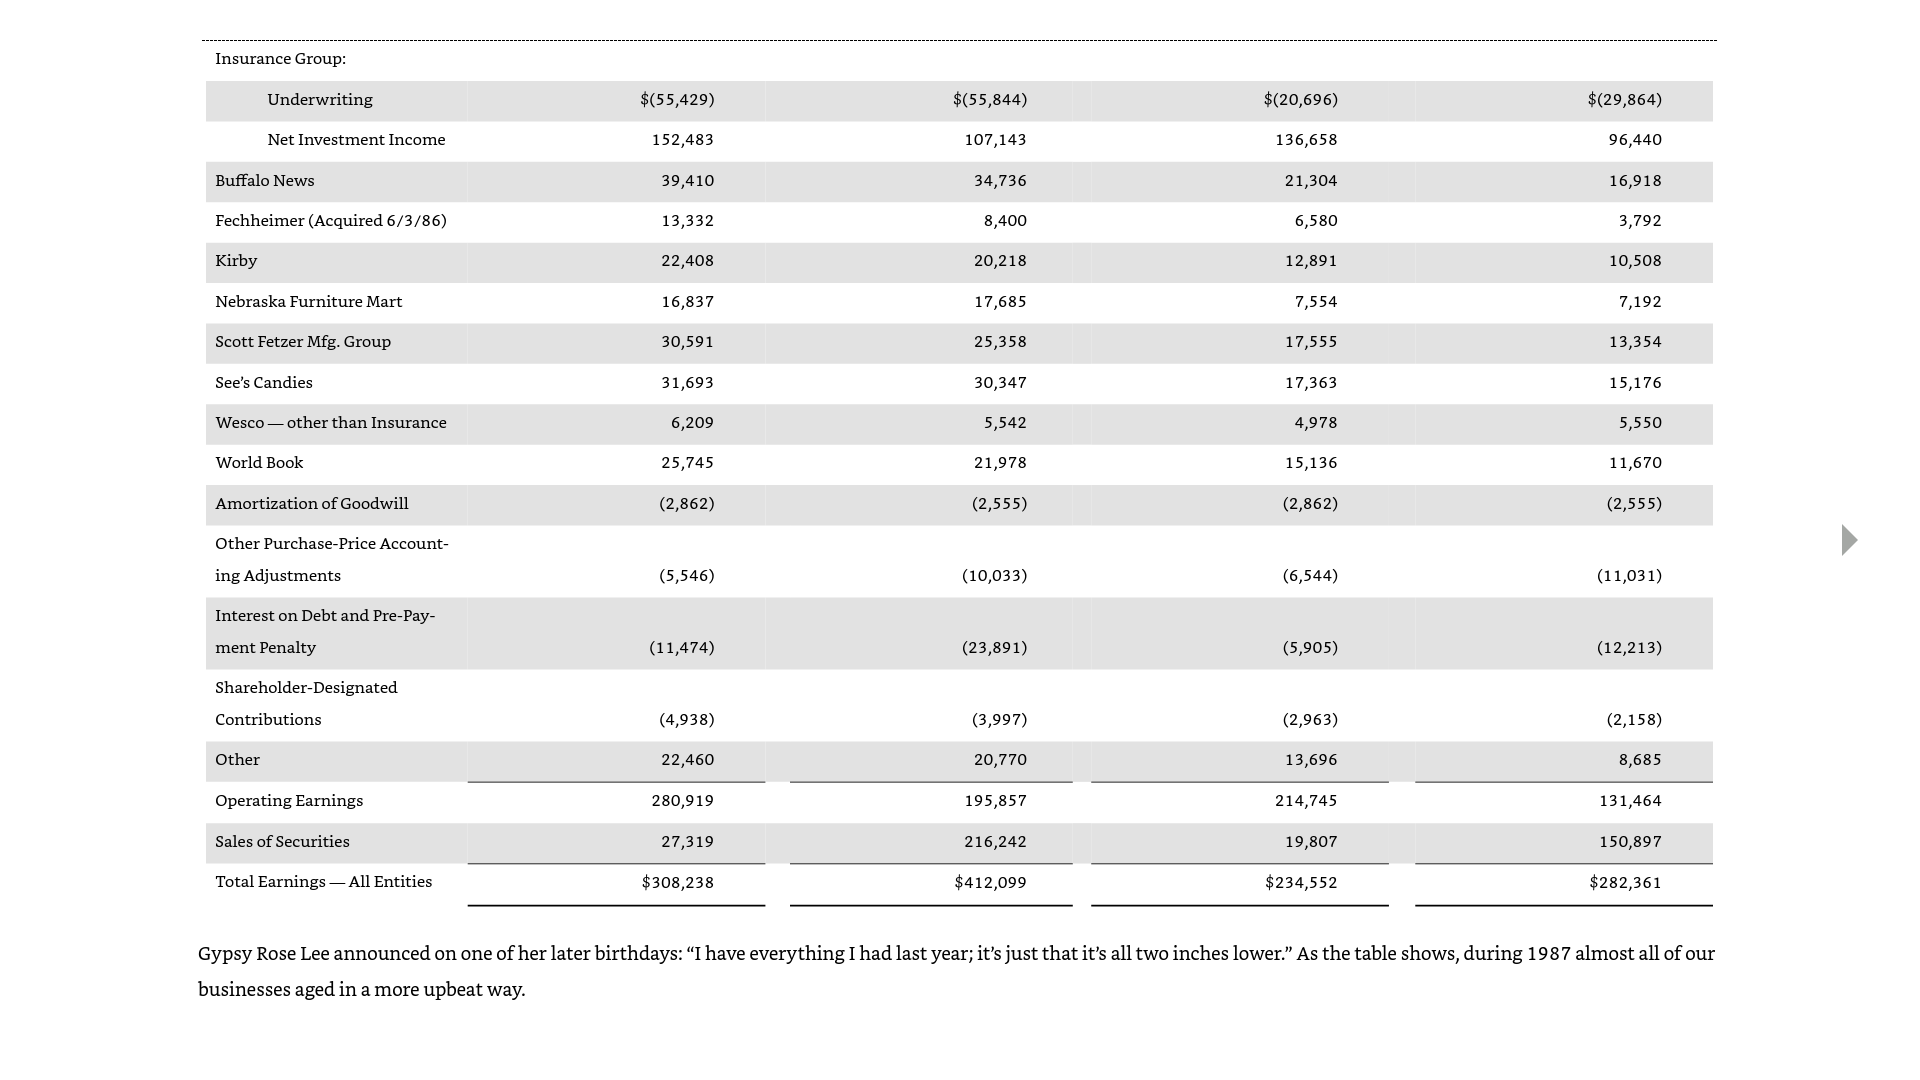 Insurance Group:
Underwriting $(55,429) $(55,844) $(20,696) $(29,864)
Net Investment Income 152,483 107,143 136,658 96,440
Buffalo News 39,410 34,736 21,304 16,918
Fechheimer (Acquired 6/3/86) 13,332 8,400 6,580 3,792
Kirby 22,408 20,218 12,891 10,508
Nebraska Furniture Mart 16,837 17,685 7,554 7,192
Scott Fetzer Mfg. Group 30,591 25,358 17,555 13,354
See’s Candies 31,693 30,347 17,363 15,176
Wesco — other than Insurance 6,209 5,542 4,978 5,550
World Book 25,745 21,978 15,136 11,670
Amortization of Goodwill (2,862) (2,555) (2,862) (2,555)
Other Purchase-Price Account-
ing Adjustments (5,546) (10,033) (6,544) (11,031)
Interest on Debt and Pre-Pay-
ment Penalty (11,474) (23,891) (5,905) (12,213)
Shareholder-Designated
Contributions (4,938) (3,997) (2,963) (2,158)
Other 22,460 20,770 13,696 8,685
Operating Earnings 280,919 195,857 214,745 131,464
Sales of Securities 27,319 216,242 19,807 150,897
Total Earnings — All Entities $308,238 $412,099 $234,552 $282,361
Gypsy Rose Lee announced on one of her later birthdays: “I have everything I had last year; it’s just that it’s all two inches lower.” As the table shows, during 1987 almost all of our
businesses aged in a more upbeat way.